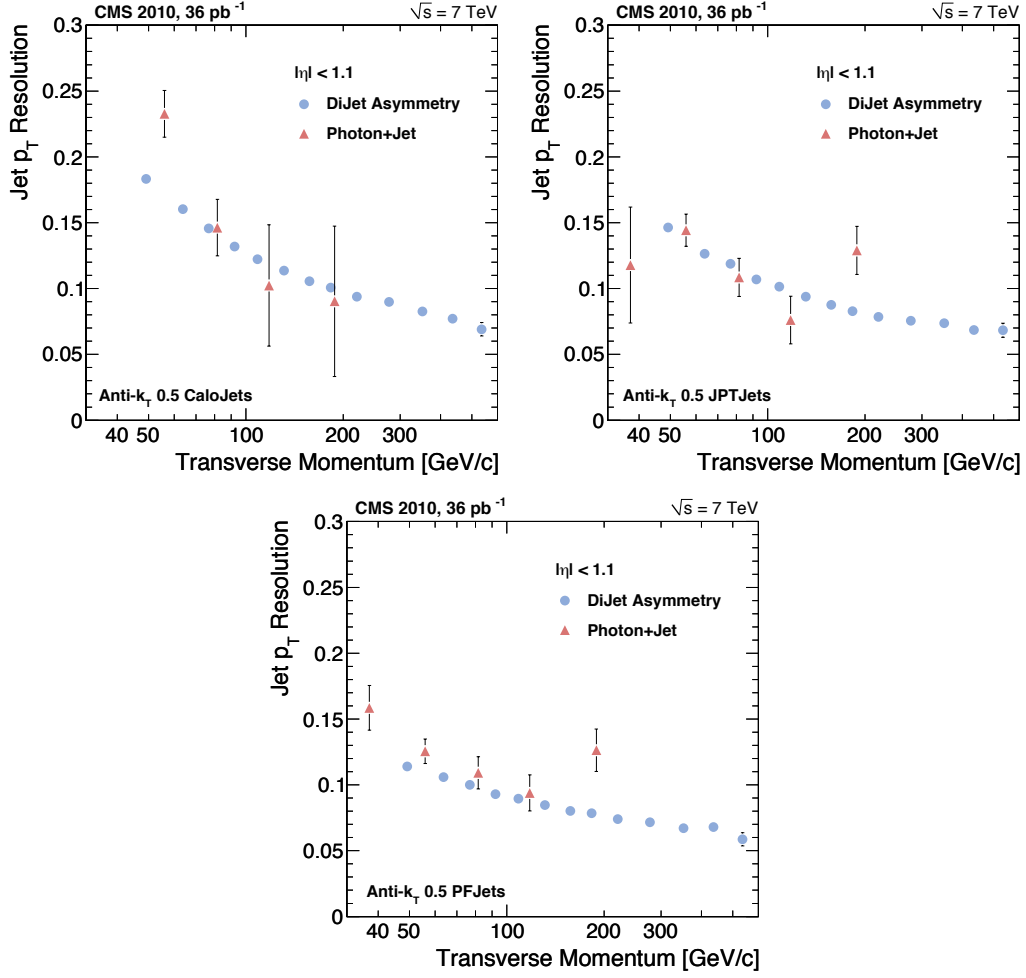 CMS 2010, 36 pb⁻¹ √s = 7 TeV
Jet p_T Resolution
0.3
0.25
0.2
0.15
0.1
0.05
0
|η| < 1.1
DiJet Asymmetry
Photon+Jet
Anti-k_T 0.5 CaloJets
40 50 100 200 300
Transverse Momentum [GeV/c]
CMS 2010, 36 pb⁻¹ √s = 7 TeV
Jet p_T Resolution
0.3
0.25
0.2
0.15
0.1
0.05
0
|η| < 1.1
DiJet Asymmetry
Photon+Jet
Anti-k_T 0.5 JPTJets
40 50 100 200 300
Transverse Momentum [GeV/c]
CMS 2010, 36 pb⁻¹ √s = 7 TeV
Jet p_T Resolution
0.3
0.25
0.2
0.15
0.1
0.05
0
|η| < 1.1
DiJet Asymmetry
Photon+Jet
Anti-k_T 0.5 PFJets
40 50 100 200 300
Transverse Momentum [GeV/c]